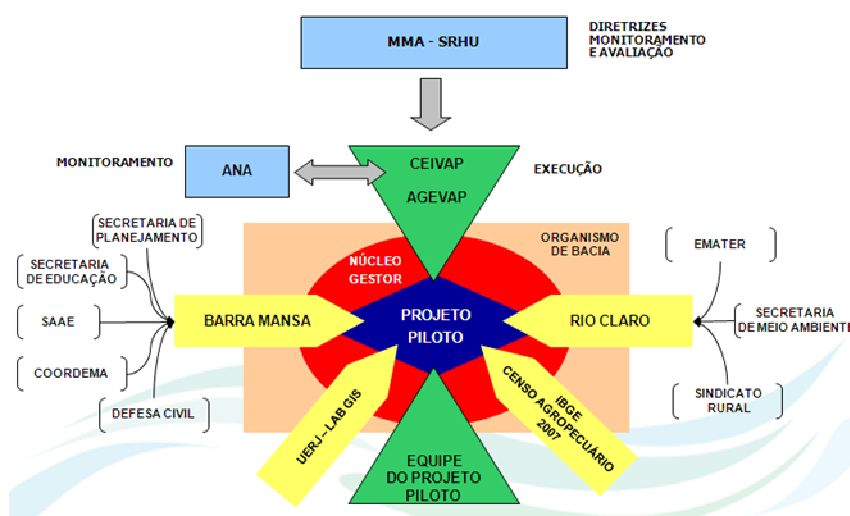 MMA - SRHU
DIRETRIZES
MONITORAMENTO
E AVALIAÇÃO
MONITORAMENTO
ANA
CEIVAP
AGEVAP
EXECUÇÃO
SECRETARIA DE
PLANEJAMENTO
SECRETARIA
DE EDUCAÇÃO
SAAE
COORDEMA
DEFESA CIVIL
BARRA MANSA
NÚCLEO
GESTOR
ORGANISMO
DE BACIA
PROJETO
PILOTO
RIO CLARO
EMATER
SECRETARIA
DE MEIO AMBIENTE
SINDICATO
RURAL
UERJ – LAB GIS
IBGE
CENSO AGROPECUÁRIO
2007
EQUIPE
DO PROJETO
PILOTO